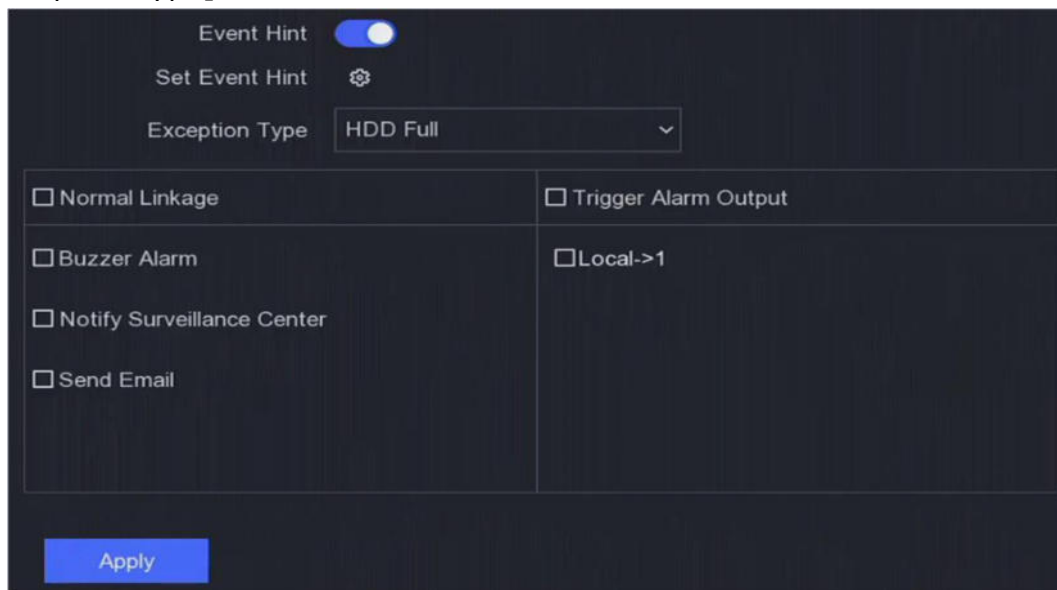 Event Hint
Set Event Hint
Exception Type HDD Full
Normal Linkage Trigger Alarm Output
Buzzer Alarm Local->1
Notify Surveillance Center
Send Email
Apply